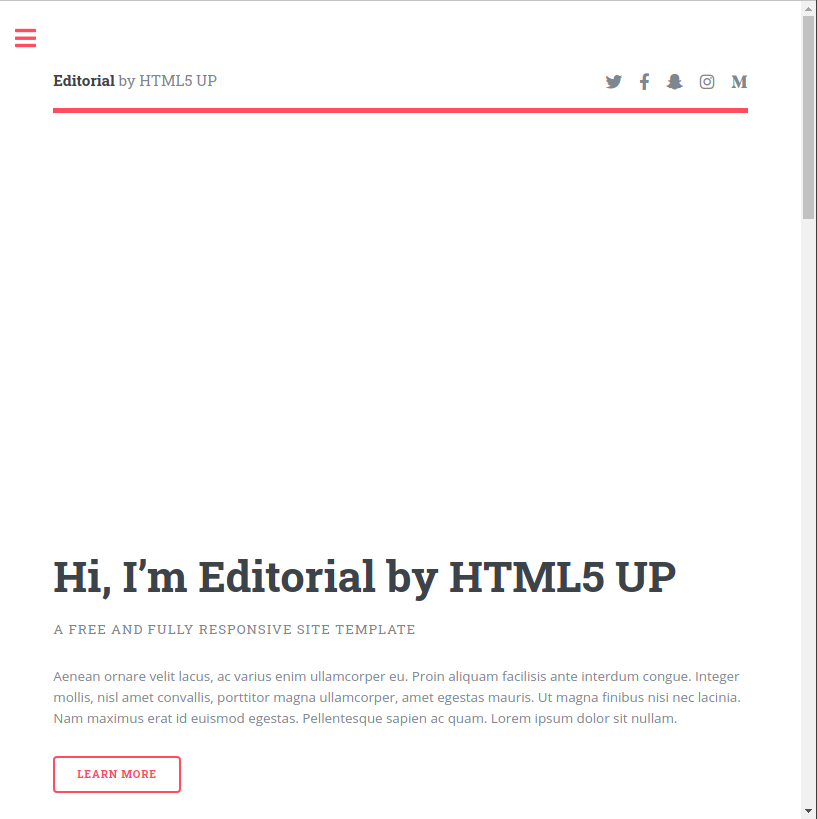 Editorial by HTML5 UP
Hi, I’m Editorial by HTML5 UP
A FREE AND FULLY RESPONSIVE SITE TEMPLATE
Aenean ornare velit lacus, ac varius enim ullamcorper eu. Proin aliquam facilisis ante interdum congue. Integer
mollis, nisl amet convallis, porttitor magna ullamcorper, amet egestas mauris. Ut magna finibus nisi nec lacinia.
Nam maximus erat id euismod egestas. Pellentesque sapien ac quam. Lorem ipsum dolor sit nullam.
LEARN MORE